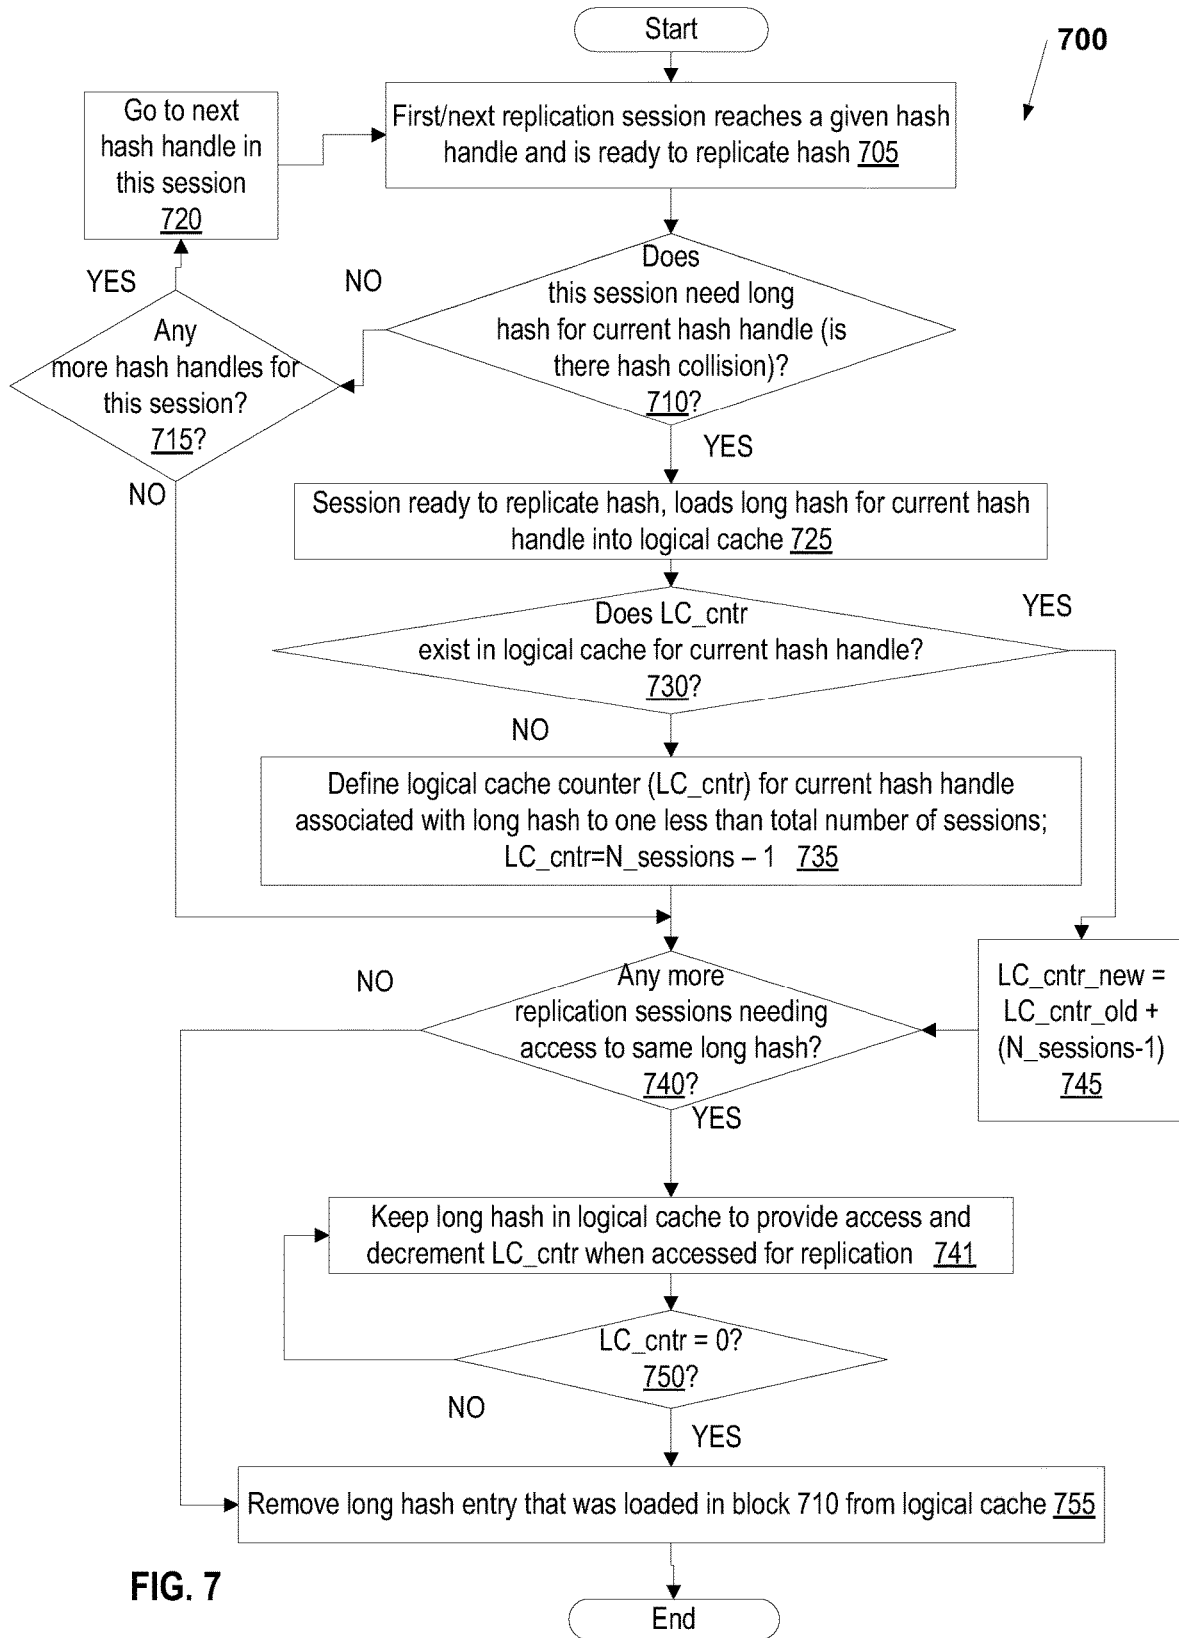 Start
700
Go to next
hash handle in
this session
720
First/next replication session reaches a given hash
handle and is ready to replicate hash 705
YES
NO
Does
this session need long
hash for current hash handle (is
there hash collision)?
710?
Any
more hash handles for
this session?
715?
NO
YES
Session ready to replicate hash, loads long hash for current hash
handle into logical cache 725
YES
Does LC_cntr
exist in logical cache for current hash handle?
730?
NO
Define logical cache counter (LC_cntr) for current hash handle
associated with long hash to one less than total number of sessions;
LC_cntr=N_sessions – 1 735
NO
Any more
replication sessions needing
access to same long hash?
740?
LC_cntr_new =
LC_cntr_old +
(N_sessions-1)
745
YES
Keep long hash in logical cache to provide access and
decrement LC_cntr when accessed for replication 741
LC_cntr = 0?
750?
NO
YES
Remove long hash entry that was loaded in block 710 from logical cache 755
FIG. 7
End